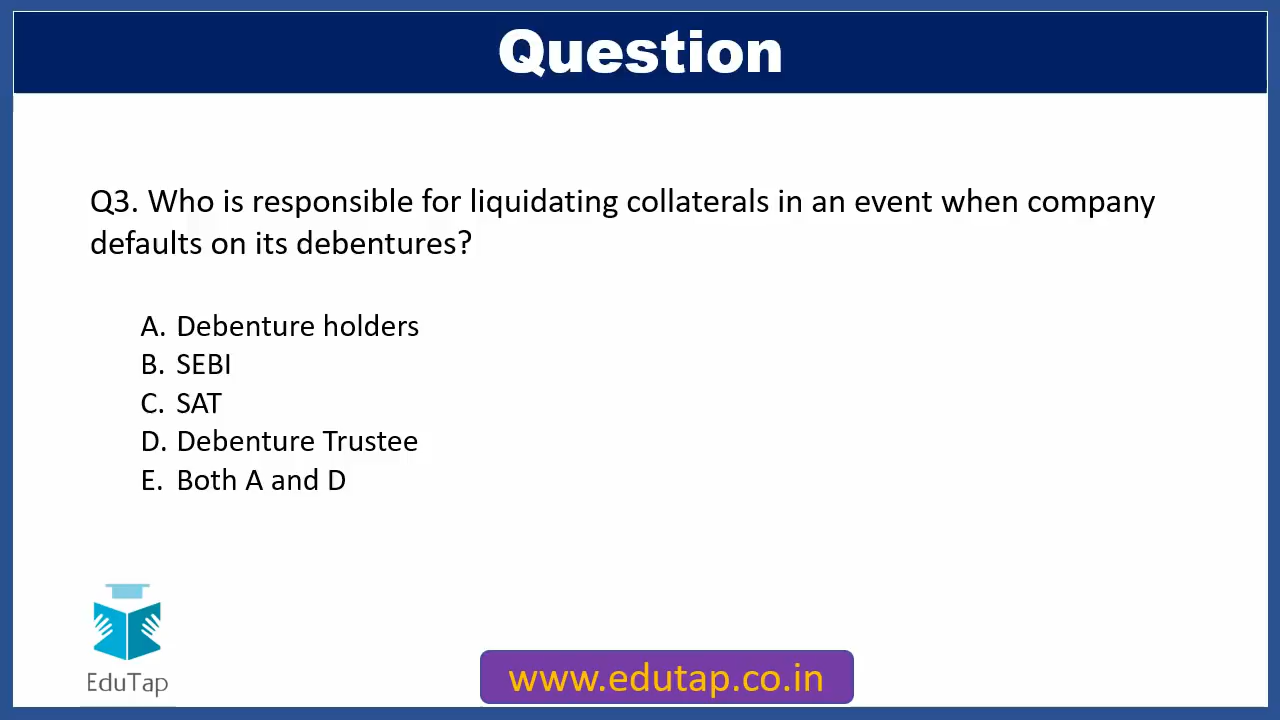 Question
Q3. Who is responsible for liquidating collaterals in an event when company
defaults on its debentures?
A. Debenture holders
B. SEBI
C. SAT
D. Debenture Trustee
E. Both A and D
EduTap
www.edutap.co.in